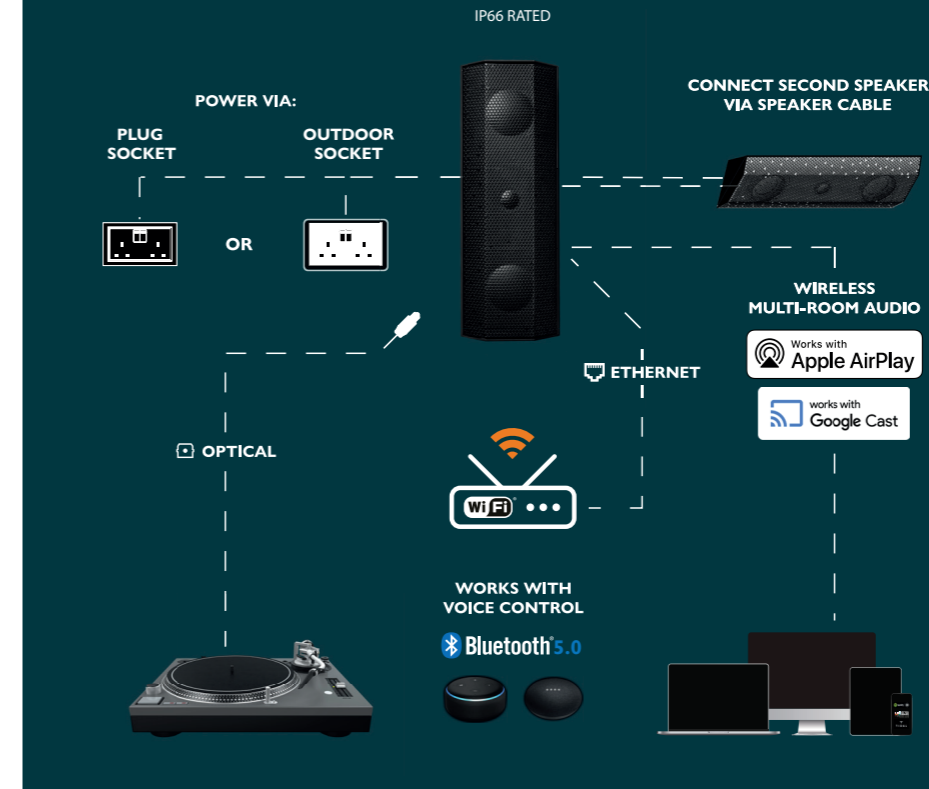 IP66 RATED
CONNECT SECOND SPEAKER
VIA SPEAKER CABLE
POWER VIA:
PLUG
SOCKET
OUTDOOR
SOCKET
OR
WIRELESS
MULTI-ROOM AUDIO
Works with
Apple AirPlay
ETHERNET
works with
Google Cast
OPTICAL
WiFi
WORKS WITH
VOICE CONTROL
Bluetooth® 5.0